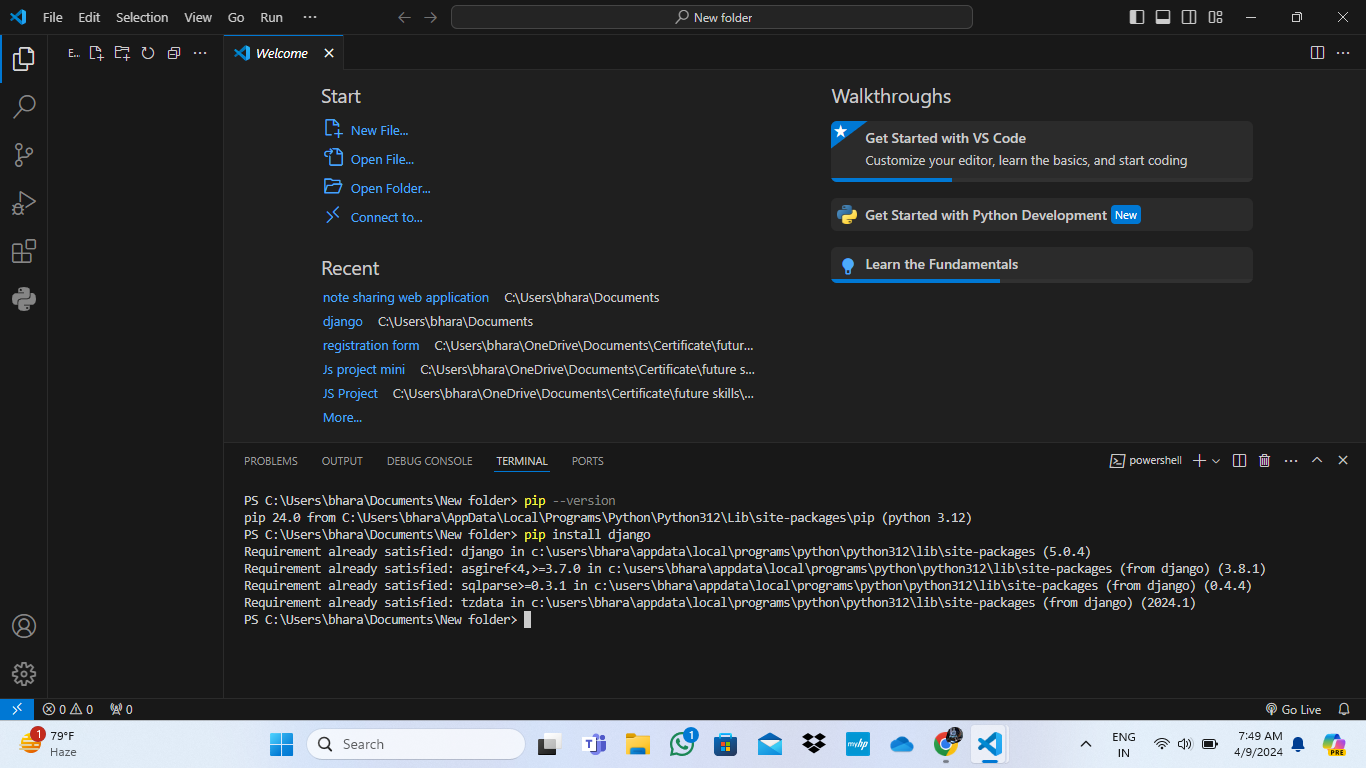 File Edit Selection View Go Run ···
New folder
E...
Welcome
Start
New File...
Open File...
Open Folder...
Connect to...
Recent
note sharing web application C:\Users\bhara\Documents
django C:\Users\bhara\Documents
registration form C:\Users\bhara\OneDrive\Documents\Certificate\futur...
Js project mini C:\Users\bhara\OneDrive\Documents\Certificate\future s...
JS Project C:\Users\bhara\OneDrive\Documents\Certificate\future skills\...
More...
Walkthroughs
Get Started with VS Code
Customize your editor, learn the basics, and start coding
Get Started with Python Development New
Learn the Fundamentals
PROBLEMS OUTPUT DEBUG CONSOLE TERMINAL PORTS
powershell
PS C:\Users\bhara\Documents\New folder> pip --version
pip 24.0 from C:\Users\bhara\AppData\Local\Programs\Python\Python312\Lib\site-packages\pip (python 3.12)
PS C:\Users\bhara\Documents\New folder> pip install django
Requirement already satisfied: django in c:\users\bhara\appdata\local\programs\python\python312\lib\site-packages (5.0.4)
Requirement already satisfied: asgiref<4,>=3.7.0 in c:\users\bhara\appdata\local\programs\python\python312\lib\site-packages (from django) (3.8.1)
Requirement already satisfied: sqlparse>=0.3.1 in c:\users\bhara\appdata\local\programs\python\python312\lib\site-packages (from django) (0.4.4)
Requirement already satisfied: tzdata in c:\users\bhara\appdata\local\programs\python\python312\lib\site-packages (from django) (2024.1)
PS C:\Users\bhara\Documents\New folder>
0 0 0
Go Live
1
79°F
Haze
Search
1
myhp
ENG
IN
7:49 AM
4/9/2024
PRE